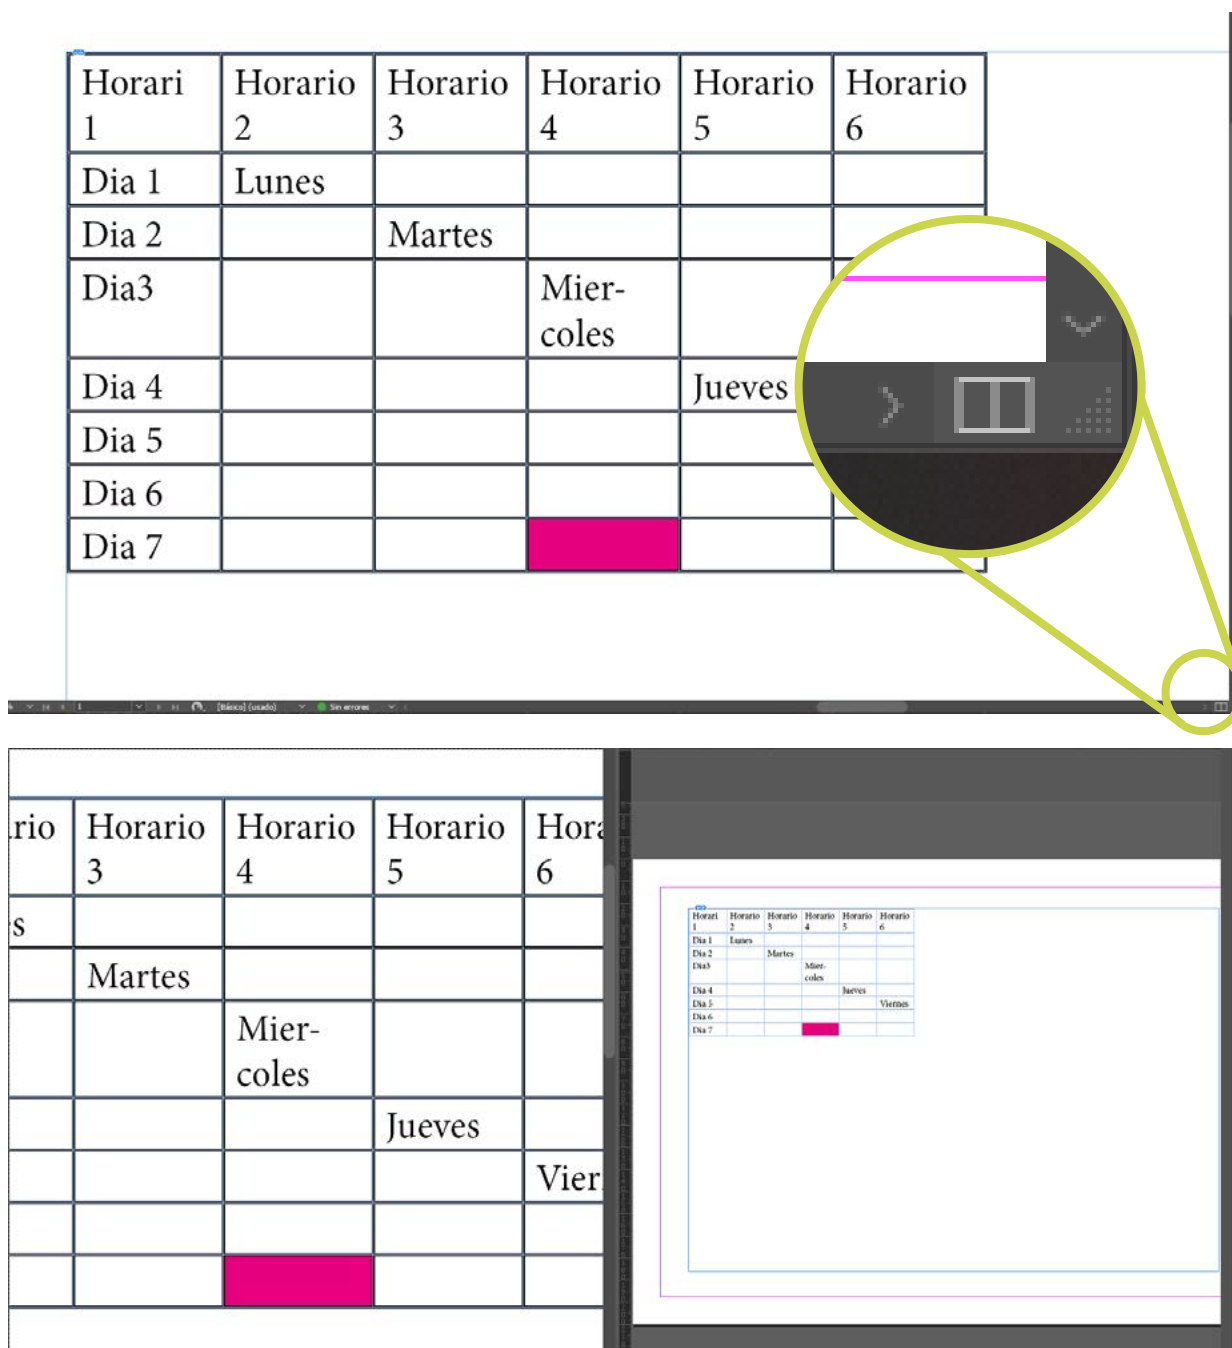 Horari Horario Horario Horario Horario Horario
1 2 3 4 5 6
Dia 1 Lunes
Dia 2 Martes
Dia3 Mier-
coles
Dia 4 Jueves
Dia 5
Dia 6
Dia 7
1 [Básico] (usado) Sin errores
rio Horario Horario Horario Hora
3 4 5 6
s
Martes
Mier-
coles
Jueves
Vier
Horari Horario Horario Horario Horario Horario
1 2 3 4 5 6
Dia 1 Lunes
Dia 2 Martes
Dia3 Mier-
coles
Dia 4 Jueves
Dia 5 Viernes
Dia 6
Dia 7